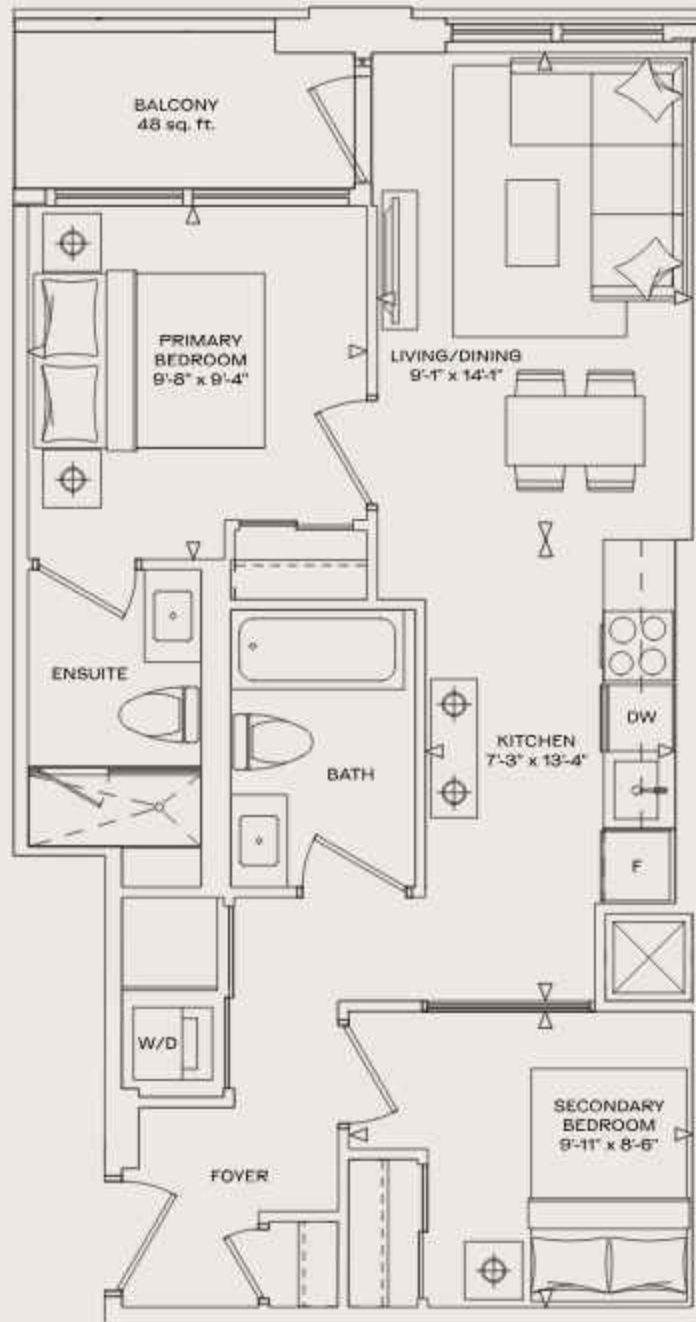 BALCONY
48 sq. ft.
PRIMARY
BEDROOM
9'-8" x 9'-4"
LIVING/DINING
9'-1" x 14'-1"
ENSUITE
BATH
KITCHEN
7'-3" x 13'-4"
DW
F
W/D
SECONDARY
BEDROOM
9'-11" x 8'-6"
FOYER